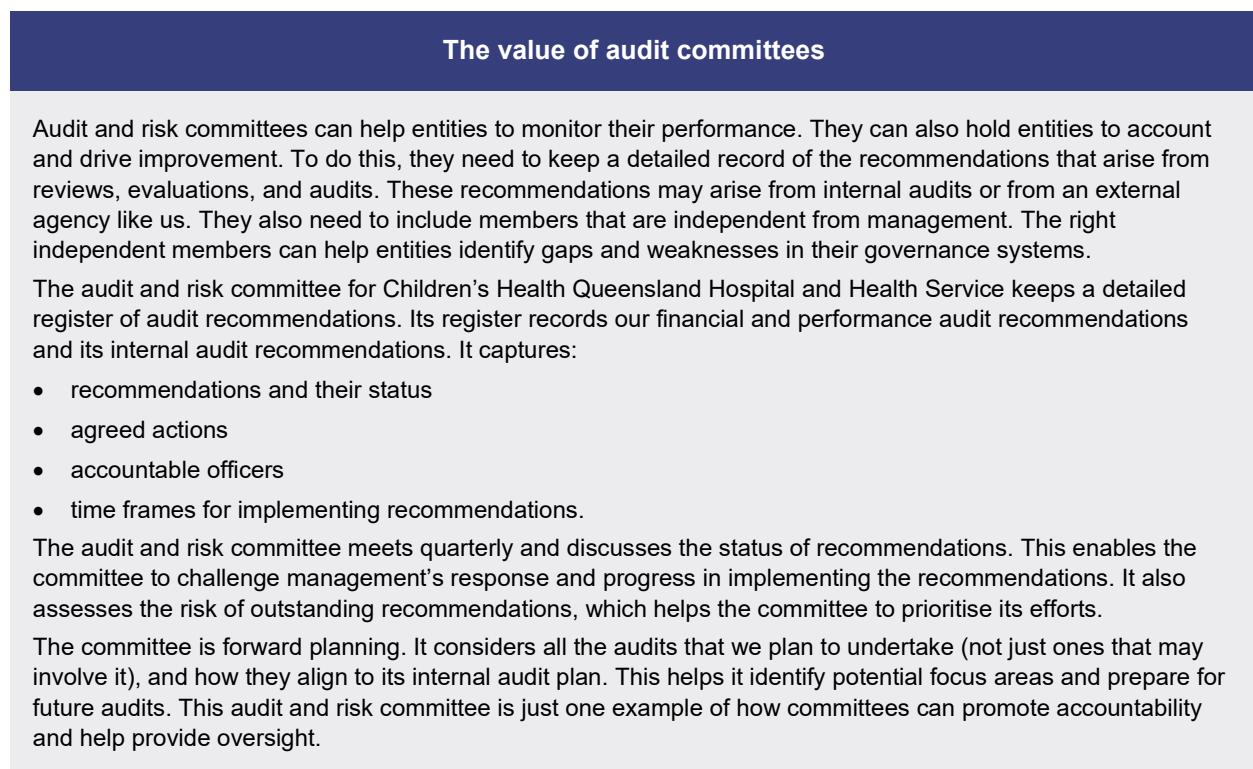 The value of audit committees
Audit and risk committees can help entities to monitor their performance. They can also hold entities to account
and drive improvement. To do this, they need to keep a detailed record of the recommendations that arise from
reviews, evaluations, and audits. These recommendations may arise from internal audits or from an external
agency like us. They also need to include members that are independent from management. The right
independent members can help entities identify gaps and weaknesses in their governance systems.
The audit and risk committee for Children’s Health Queensland Hospital and Health Service keeps a detailed
register of audit recommendations. Its register records our financial and performance audit recommendations
and its internal audit recommendations. It captures:
• recommendations and their status
• agreed actions
• accountable officers
• time frames for implementing recommendations.
The audit and risk committee meets quarterly and discusses the status of recommendations. This enables the
committee to challenge management’s response and progress in implementing the recommendations. It also
assesses the risk of outstanding recommendations, which helps the committee to prioritise its efforts.
The committee is forward planning. It considers all the audits that we plan to undertake (not just ones that may
involve it), and how they align to its internal audit plan. This helps it identify potential focus areas and prepare for
future audits. This audit and risk committee is just one example of how committees can promote accountability
and help provide oversight.